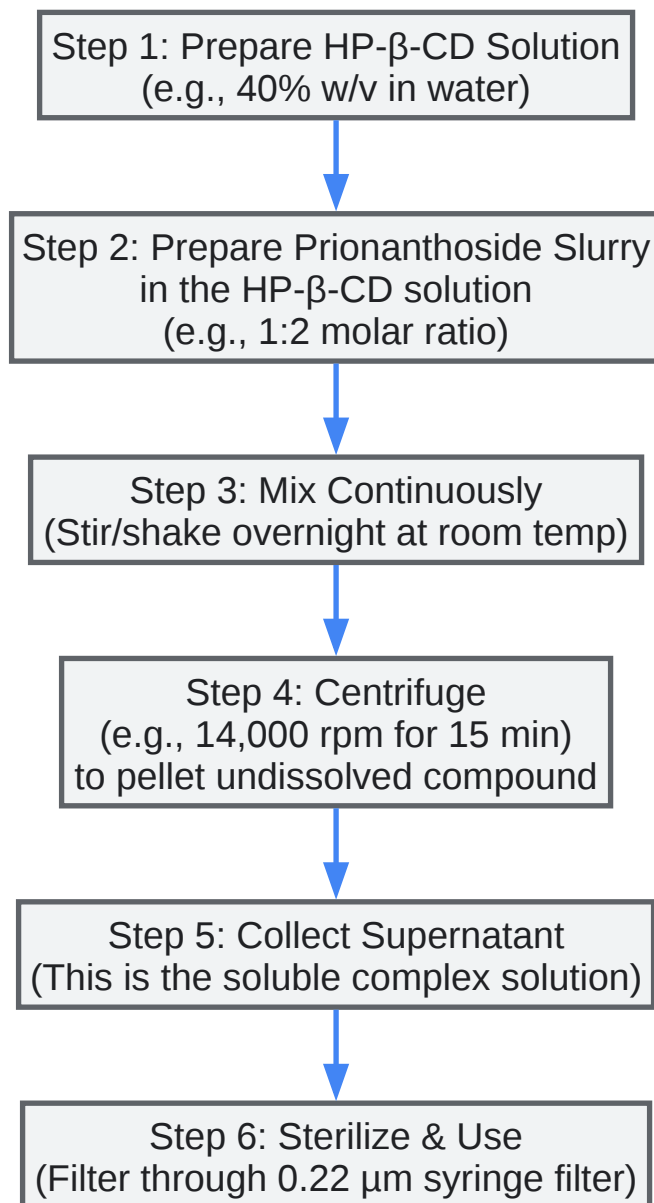 Step 1: Prepare HP-β-CD Solution
(e.g., 40% w/v in water)
Step 2: Prepare Prionanthoside Slurry
in the HP-β-CD solution
(e.g., 1:2 molar ratio)
Step 3: Mix Continuously
(Stir/shake overnight at room temp)
Step 4: Centrifuge
(e.g., 14,000 rpm for 15 min)
to pellet undissolved compound
Step 5: Collect Supernatant
(This is the soluble complex solution)
Step 6: Sterilize & Use
(Filter through 0.22 µm syringe filter)